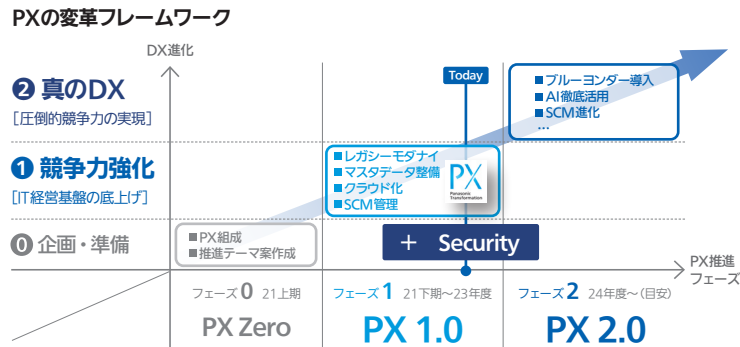 PXの変革フレームワーク
DX進化
Today
❷ 真のDX
[圧倒的競争力の実現]
■ブルーヨンダー導入
■AI徹底活用
■SCM進化
…
❶ 競争力強化
[IT経営基盤の底上げ]
■レガシーモダナイ
■マスタデータ整備
■クラウド化
■SCM管理
PX
Panasonic
Transformation
⓪ 企画・準備
■PX組成
■推進テーマ案作成
+ Security
PX推進
フェーズ
フェーズ0 21上期
PX Zero
フェーズ1 21下期～23年度
PX 1.0
フェーズ2 24年度～(目安)
PX 2.0